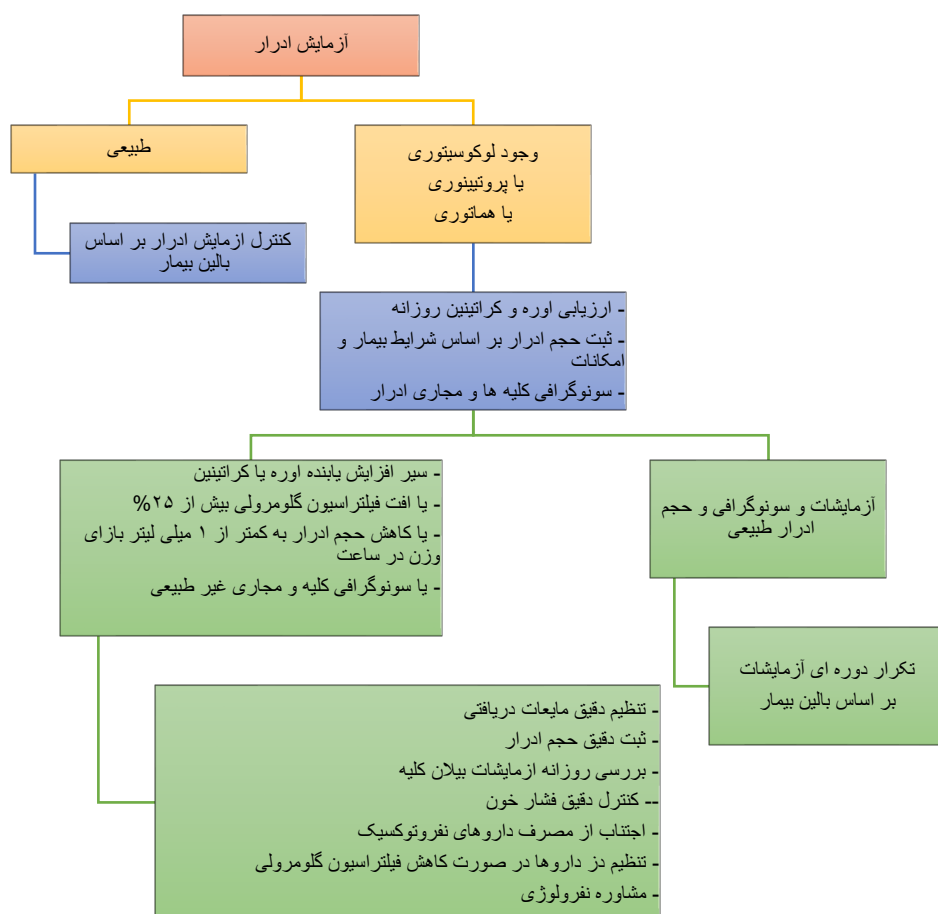 آزمایش ادرار
طبیعی
وجود لوکوسیتوری
یا پروتیینوری
یا هماتوری
کنترل ازمایش ادرار بر اساس
بالین بیمار
- ارزیابی اوره و کراتینین روزانه
- ثبت حجم ادرار بر اساس شرایط بیمار و
امکانات
- سونوگرافی کلیه ها و مجاری ادرار
- سیر افزایش یابنده اوره یا کراتینین
- یا افت فیلتراسیون گلومرولی بیش از ۲۵%
- یا کاهش حجم ادرار به کمتر از ۱ میلی لیتر بازای
وزن در ساعت
- یا سونوگرافی کلیه و مجاری غیر طبیعی
آزمایشات و سونوگرافی و حجم
ادرار طبیعی
تکرار دوره ای آزمایشات
بر اساس بالین بیمار
- تنظیم دقیق مایعات دریافتی
- ثبت دقیق حجم ادرار
- بررسی روزانه ازمایشات بیلان کلیه
-- کنترل دقیق فشار خون
- اجتناب از مصرف داروهای نفروتوکسیک
- تنظیم دز داروها در صورت کاهش فیلتراسیون گلومرولی
- مشاوره نفرولوژی